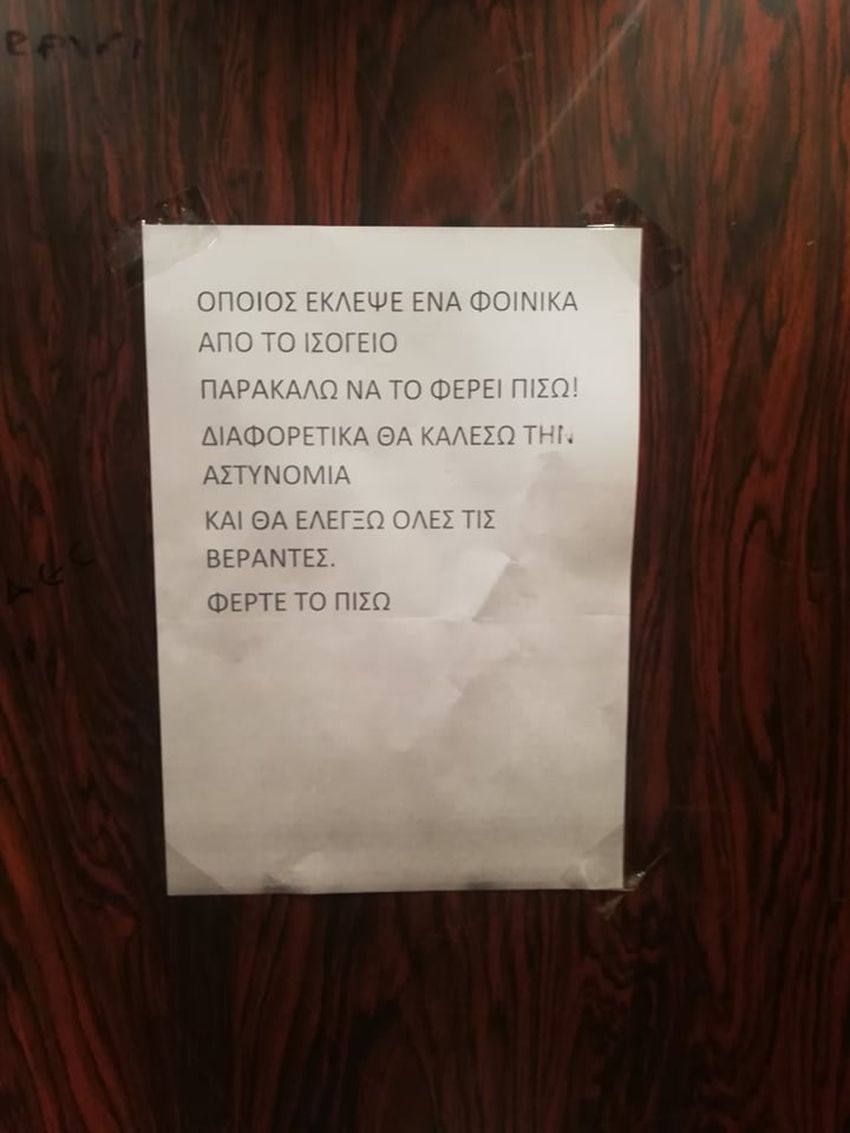 ΟΠΟΙΟΣ ΕΚΛΕΨΕ ΕΝΑ ΦΟΙΝΙΚΑ
ΑΠΟ ΤΟ ΙΣΟΓΕΙΟ
ΠΑΡΑΚΑΛΩ ΝΑ ΤΟ ΦΕΡΕΙ ΠΙΣΩ!
ΔΙΑΦΟΡΕΤΙΚΑ ΘΑ ΚΑΛΕΣΩ ΤΗΝ
ΑΣΤΥΝΟΜΙΑ
ΚΑΙ ΘΑ ΕΛΕΓΞΩ ΟΛΕΣ ΤΙΣ
ΒΕΡΑΝΤΕΣ.
ΦΕΡΤΕ ΤΟ ΠΙΣΩ